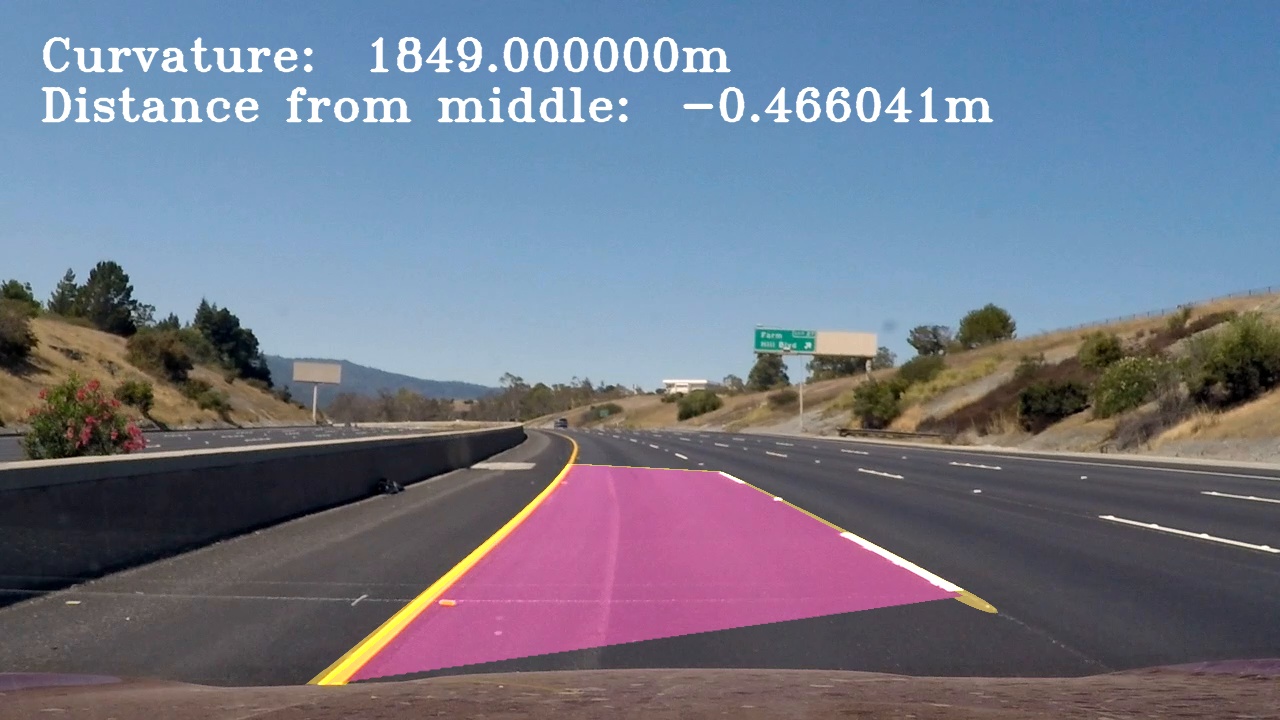 Curvature: 1849.000000m
Distance from middle: −0.466041m
Farm
Hill Blvd